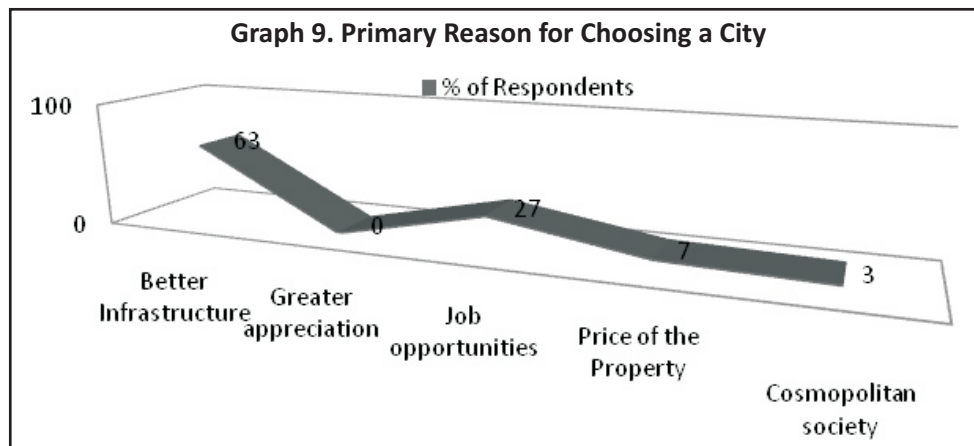 Graph 9. Primary Reason for Choosing a City
% of Respondents
100
0
63
0
27
7
3
Better
Infrastructure
Greater
appreciation
Job
opportunities
Price of the
Property
Cosmopolitan
society